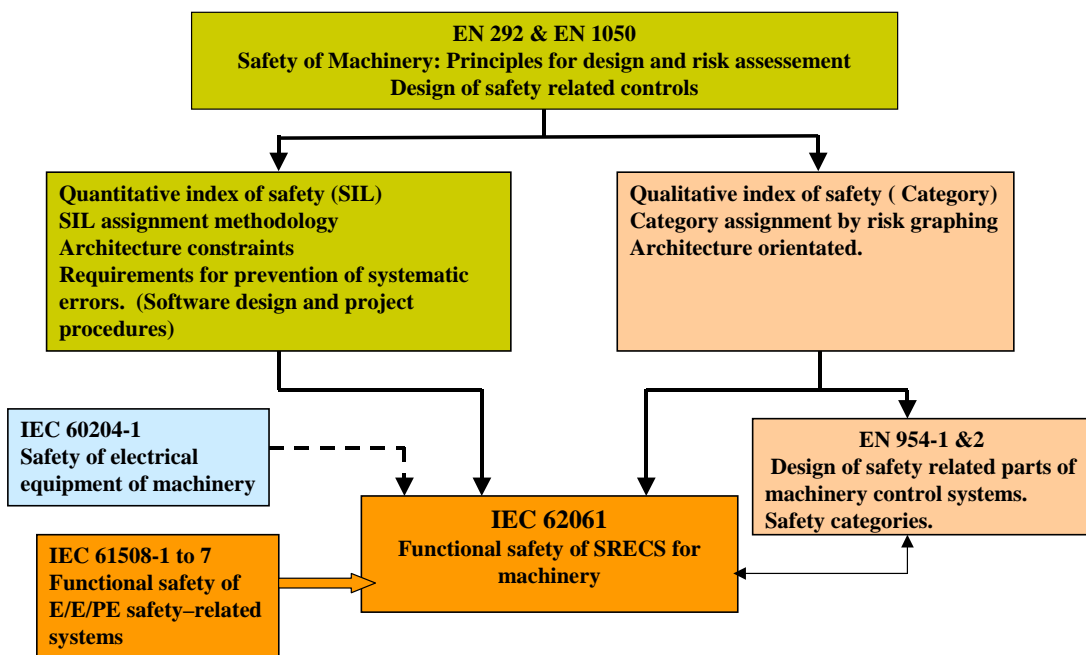 EN 292 & EN 1050
Safety of Machinery: Principles for design and risk assessement
Design of safety related controls
Quantitative index of safety (SIL)
SIL assignment methodology
Architecture constraints
Requirements for prevention of systematic
errors. (Software design and project
procedures)
Qualitative index of safety ( Category)
Category assignment by risk graphing
Architecture orientated.
IEC 60204-1
Safety of electrical
equipment of machinery
EN 954-1 &2
Design of safety related parts of
machinery control systems.
Safety categories.
IEC 62061
Functional safety of SRECS for
machinery
IEC 61508-1 to 7
Functional safety of
E/E/PE safety–related
systems